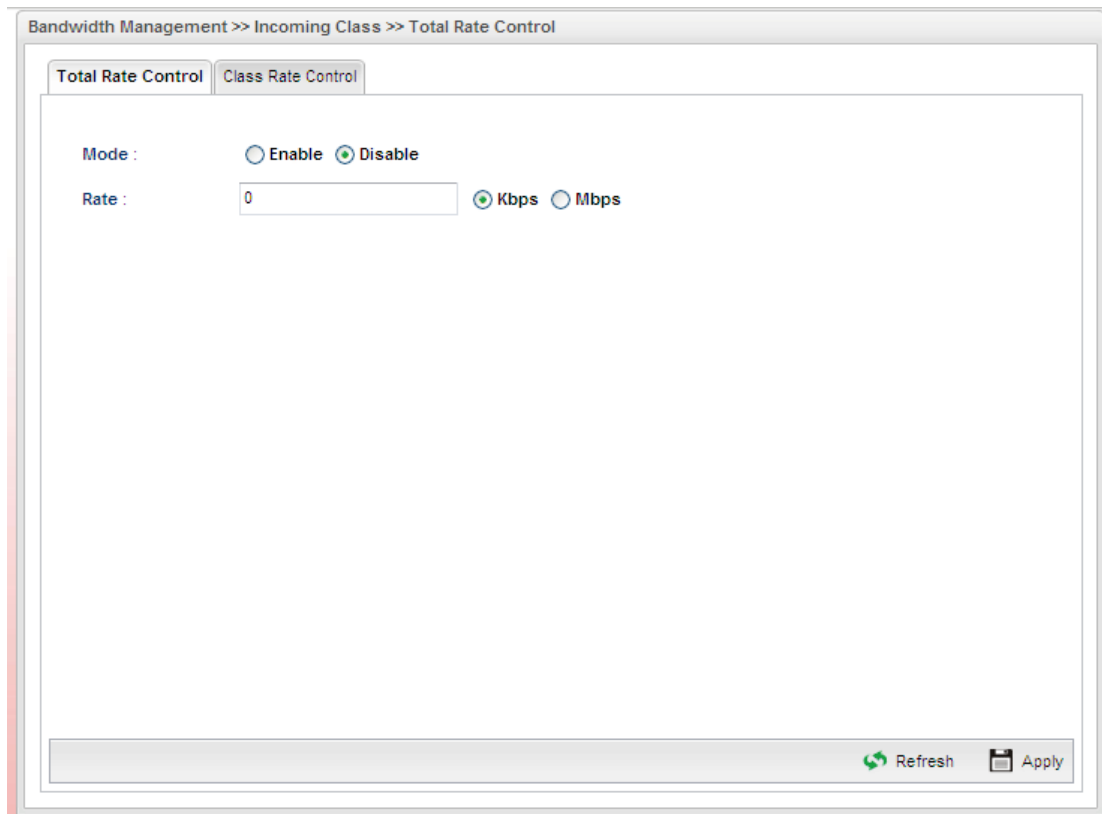 Bandwidth Management >> Incoming Class >> Total Rate Control
Total Rate Control Class Rate Control
Mode : Enable Disable
Rate : 0 Kbps Mbps
Refresh Apply